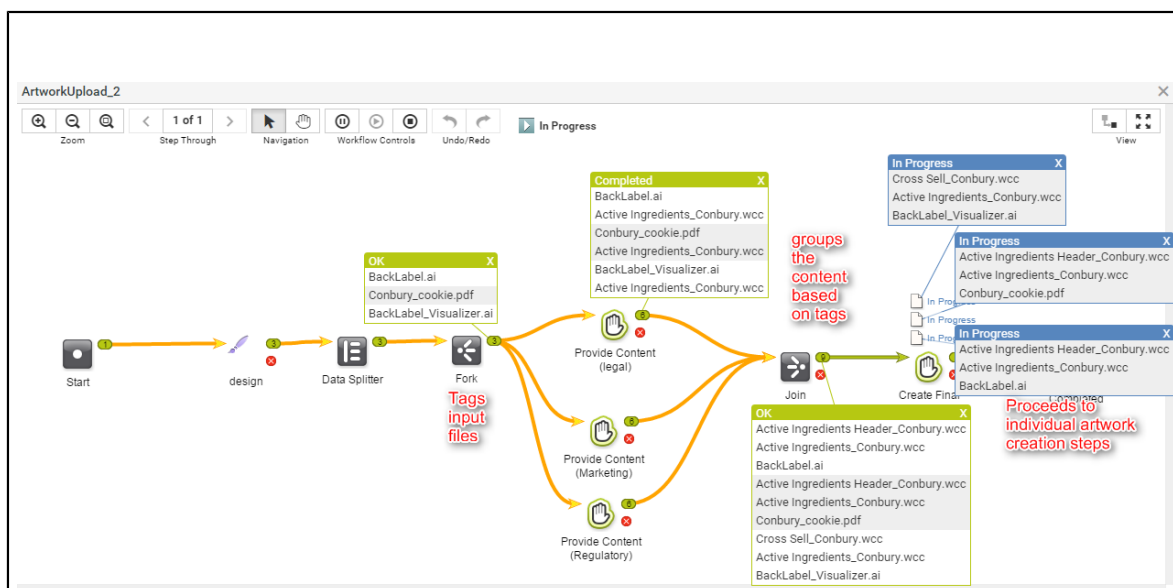 ArtworkUpload_2
X
1 of 1
In Progress
Zoom
Step Through
Navigation
Workflow Controls
Undo/Redo
View
In Progress X
Cross Sell_Conbury.wcc
Active Ingredients_Conbury.wcc
BackLabel_Visualizer.ai
Completed X
BackLabel.ai
Active Ingredients_Conbury.wcc
Conbury_cookie.pdf
Active Ingredients_Conbury.wcc
BackLabel_Visualizer.ai
Active Ingredients_Conbury.wcc
groups
the
content
based
on tags
In Progress X
Active Ingredients Header_Conbury.wcc
Active Ingredients_Conbury.wcc
Conbury_cookie.pdf
OK X
BackLabel.ai
Conbury_cookie.pdf
BackLabel_Visualizer.ai
In Progress
In Progress
In Prog
In Progress X
Active Ingredients Header_Conbury.wcc
Active Ingredients_Conbury.wcc
BackLabel.ai
1
3
3
3
6
9
Start
design
Data Splitter
Fork
Provide Content
(legal)
Join
Create Final
Completed
Tags
input
files
6
Provide Content
(Marketing)
6
Provide Content
(Regulatory)
OK X
Active Ingredients Header_Conbury.wcc
Active Ingredients_Conbury.wcc
BackLabel.ai
Active Ingredients Header_Conbury.wcc
Active Ingredients_Conbury.wcc
Conbury_cookie.pdf
Cross Sell_Conbury.wcc
Active Ingredients_Conbury.wcc
BackLabel_Visualizer.ai
Proceeds to
individual artwork
creation steps